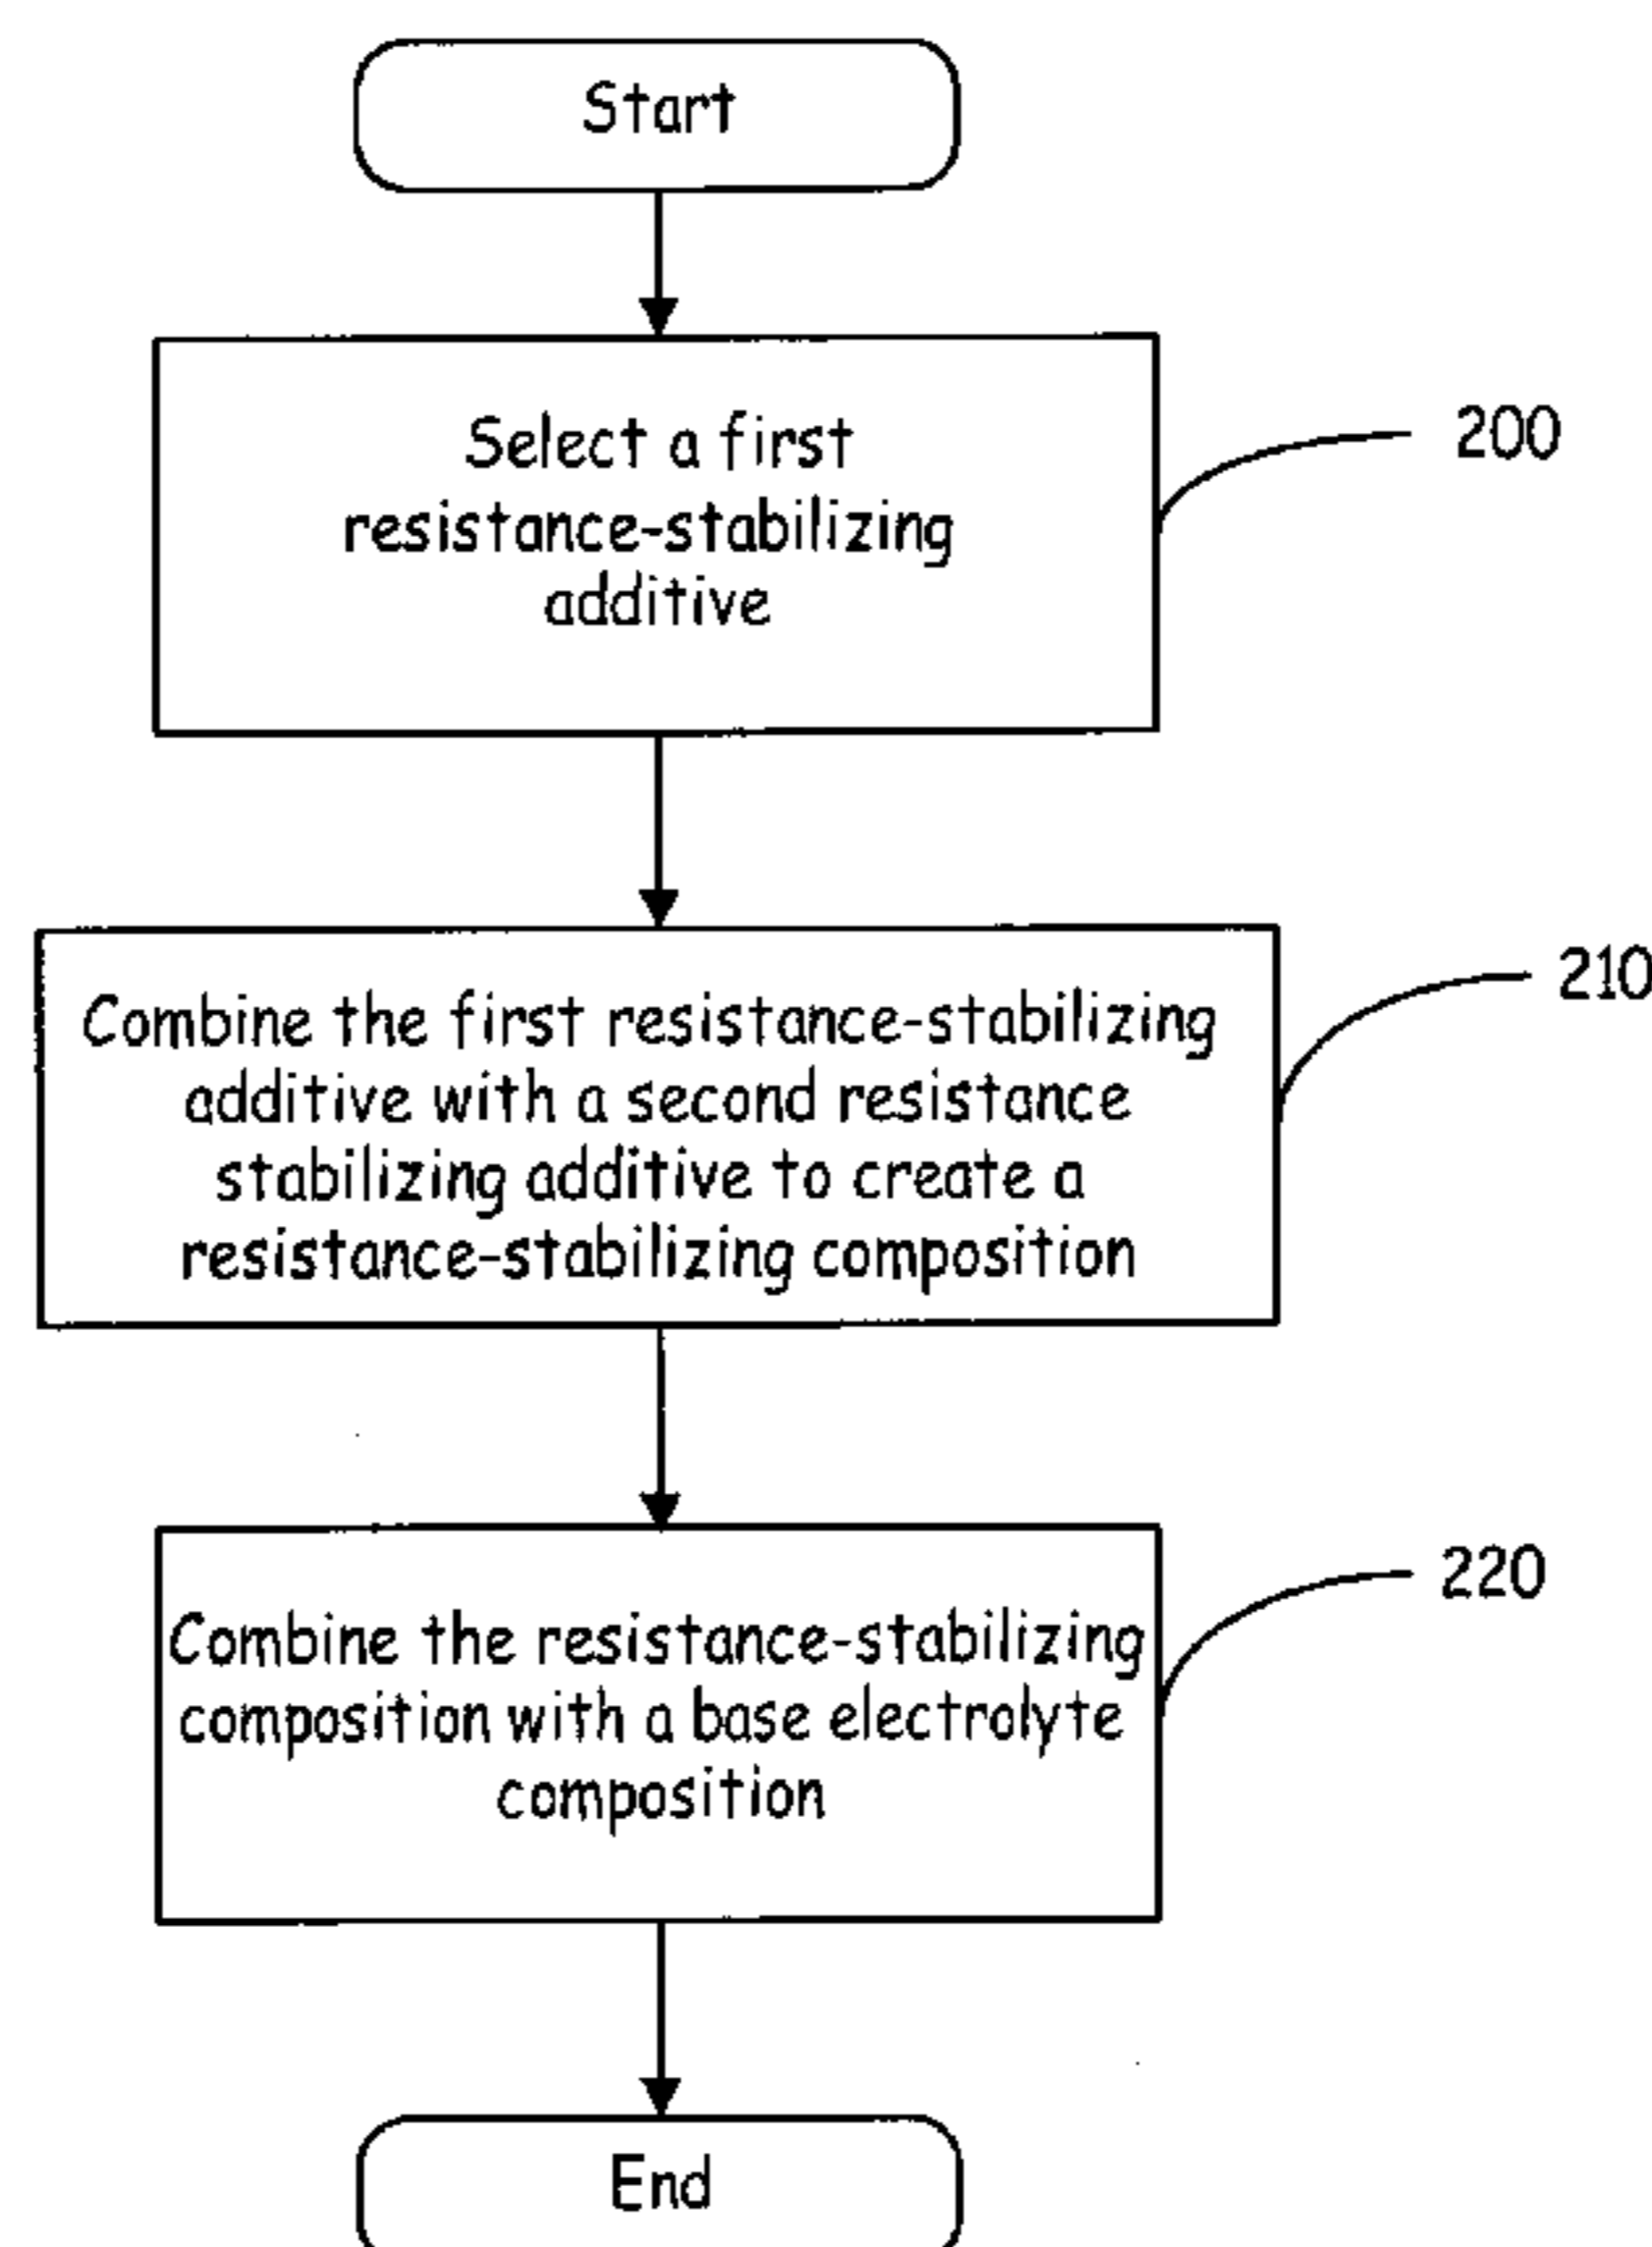 Start
Select a first
resistance-stabilizing
additive
200
Combine the first resistance-stabilizing
additive with a second resistance
stabilizing additive to create a
resistance-stabilizing composition
210
Combine the resistance-stabilizing
composition with a base electrolyte
composition
220
End